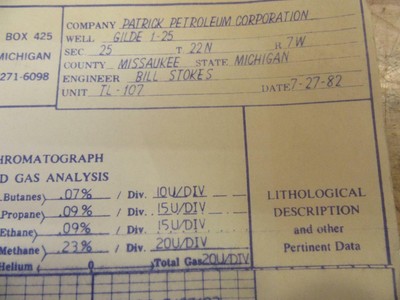 COMPANY PATRICK PETROLEUM CORPORATION
BOX 425
WELL GILDE 1-25
SEC 25 T 22N R 7W
MICHIGAN
COUNTY MISSAUKEE STATE MICHIGAN
271-6098
ENGINEER BILL STOKES
UNIT TL-107 DATE 7-27-82
HROMATOGRAPH
D GAS ANALYSIS
Butanes .07% / Div. 10U/DIV
Propane .09% / Div. 15U/DIV
Ethane .09% / Div. 15U/DIV
Methane .23% / Div. 20U/DIV
Helium 0 Total Gas 20U/DIV
LITHOLOGICAL
DESCRIPTION
and other
Pertinent Data